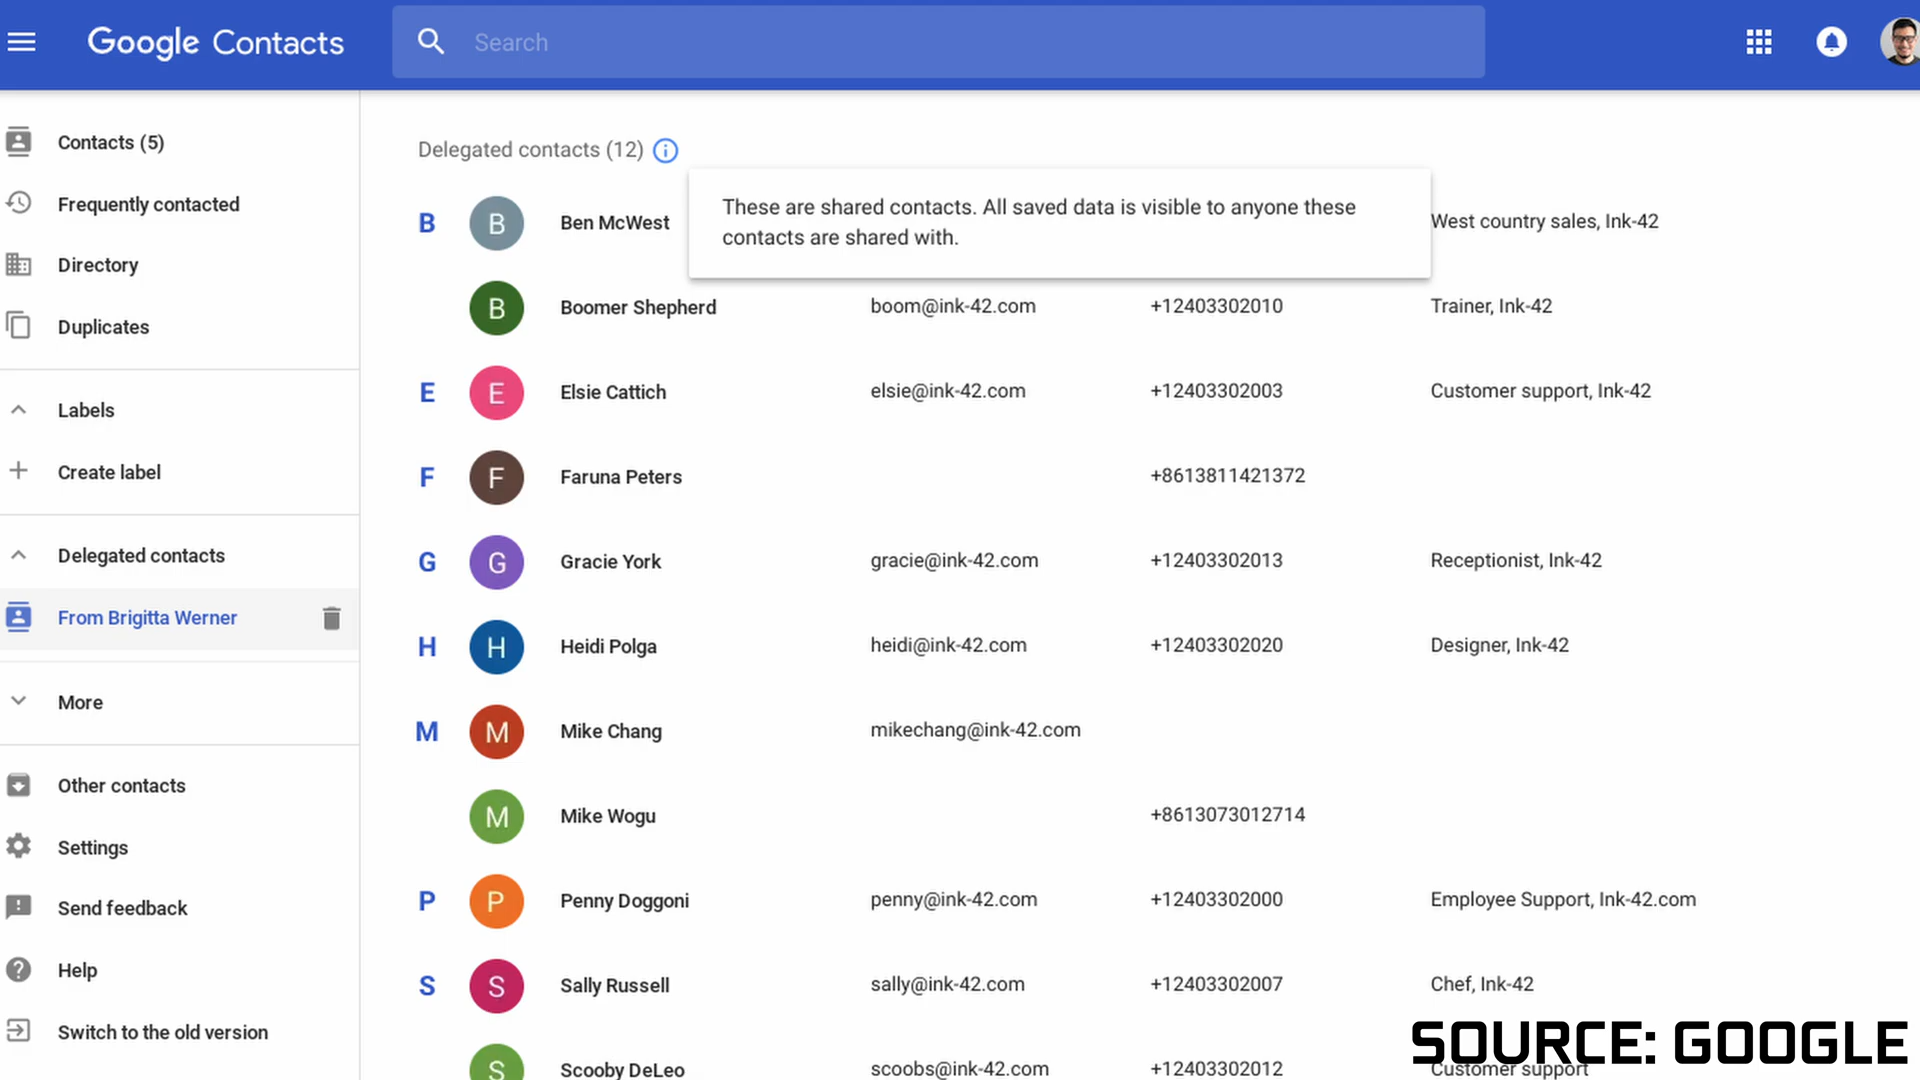 Google Contacts
Search
Contacts (5)
Frequently contacted
Directory
Duplicates
Labels
Create label
Delegated contacts
From Brigitta Werner
More
Other contacts
Settings
Send feedback
Help
Switch to the old version
Delegated contacts (12)
These are shared contacts. All saved data is visible to anyone these
contacts are shared with.
B B Ben McWest West country sales, Ink-42
B Boomer Shepherd boom@ink-42.com +12403302010 Trainer, Ink-42
E E Elsie Cattich elsie@ink-42.com +12403302003 Customer support, Ink-42
F F Faruna Peters +8613811421372
G G Gracie York gracie@ink-42.com +12403302013 Receptionist, Ink-42
H H Heidi Polga heidi@ink-42.com +12403302020 Designer, Ink-42
M M Mike Chang mikechang@ink-42.com
M Mike Wogu +8613073012714
P P Penny Doggoni penny@ink-42.com +12403302000 Employee Support, Ink-42.com
S S Sally Russell sally@ink-42.com +12403302007 Chef, Ink-42
S Scooby DeLeo scoobs@ink-42.com +12403302012 Customer support
SOURCE: GOOGLE